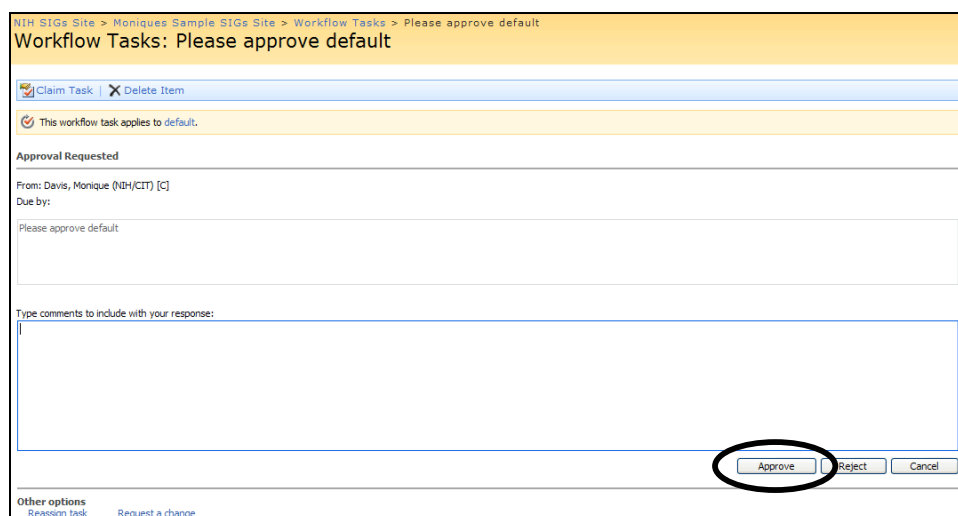 NIH SIGs Site > Moniques Sample SIGs Site > Workflow Tasks > Please approve default
Workflow Tasks: Please approve default
Claim Task | Delete Item
This workflow task applies to default.
Approval Requested
From: Davis, Monique (NIH/CIT) [C]
Due by:
Please approve default
Type comments to include with your response:
Approve Reject Cancel
Other options
Reassign task Request a change